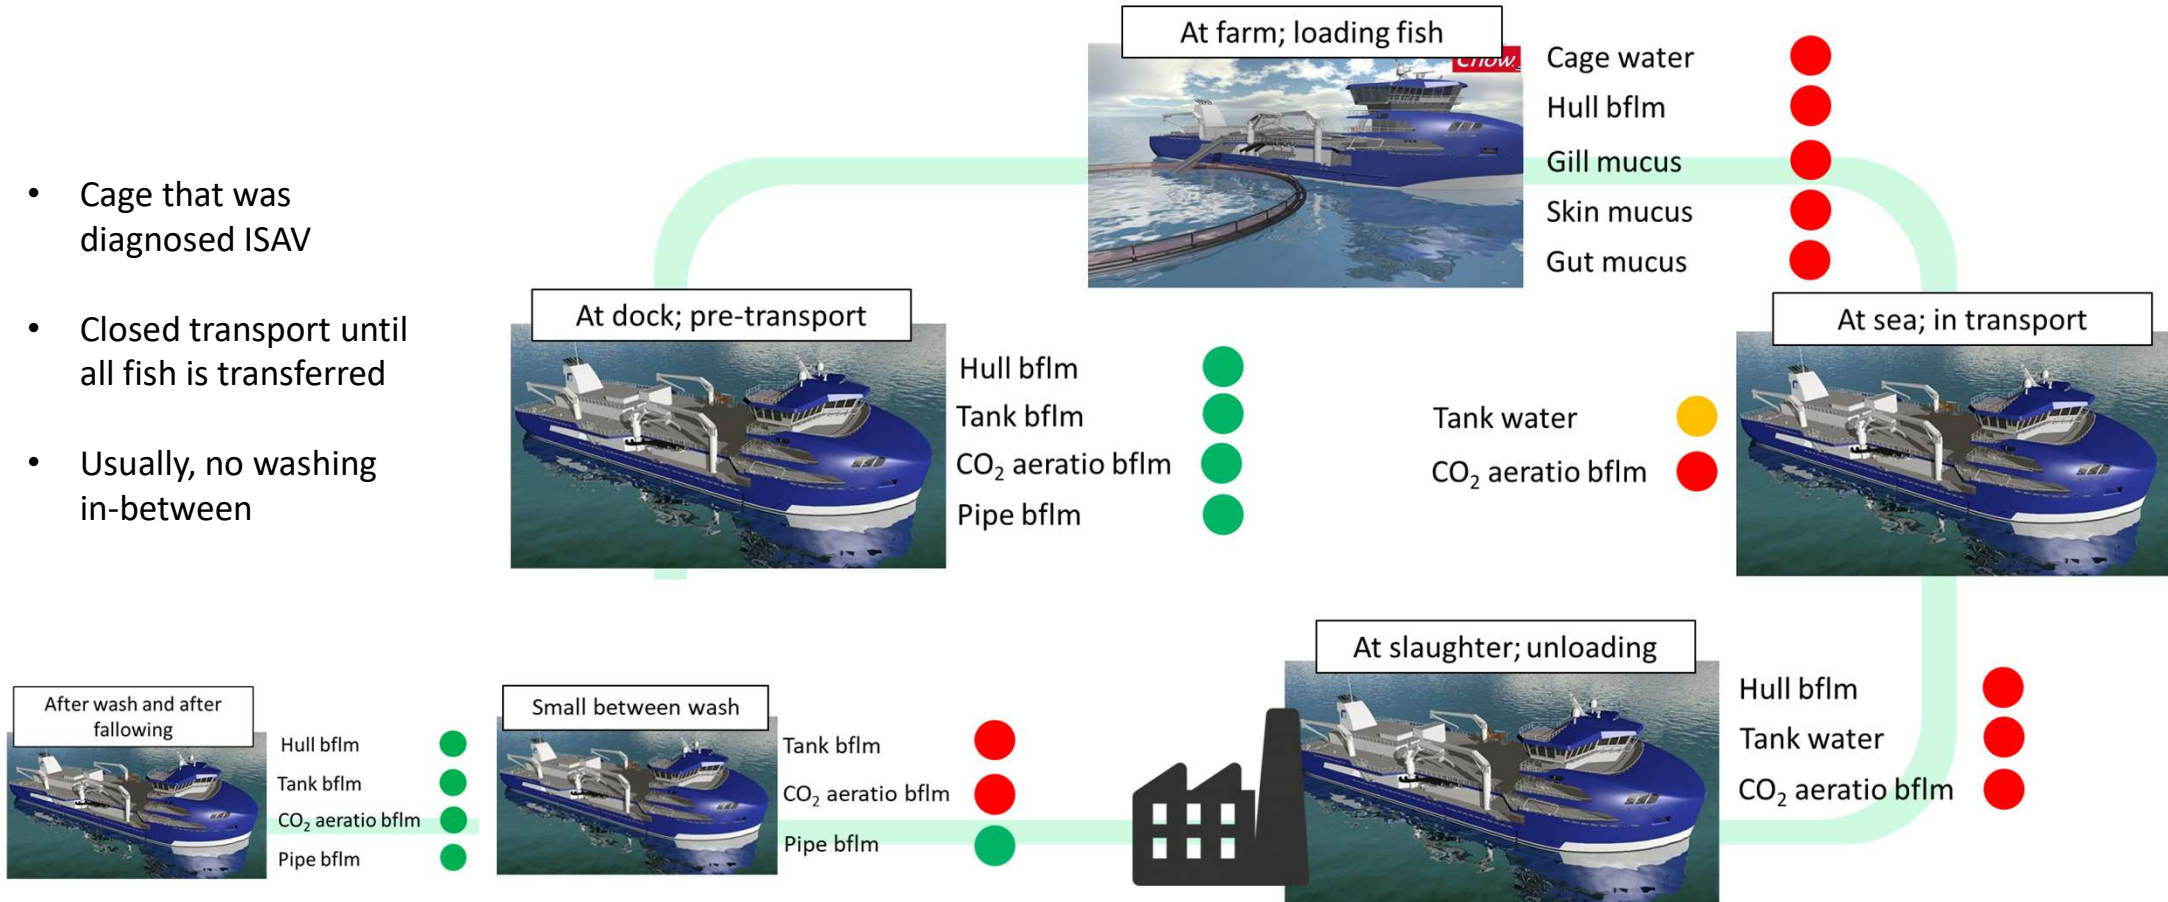 At farm; loading fish
Cage water
Hull bflm
Gill mucus
Skin mucus
Gut mucus
• Cage that was
diagnosed ISAV
• Closed transport until
all fish is transferred
• Usually, no washing
in-between
At dock; pre-transport
Hull bflm
Tank bflm
CO₂ aeratio bflm
Pipe bflm
At sea; in transport
Tank water
CO₂ aeratio bflm
At slaughter; unloading
Hull bflm
Tank water
CO₂ aeratio bflm
Small between wash
Tank bflm
CO₂ aeratio bflm
Pipe bflm
After wash and after
fallowing
Hull bflm
Tank bflm
CO₂ aeratio bflm
Pipe bflm